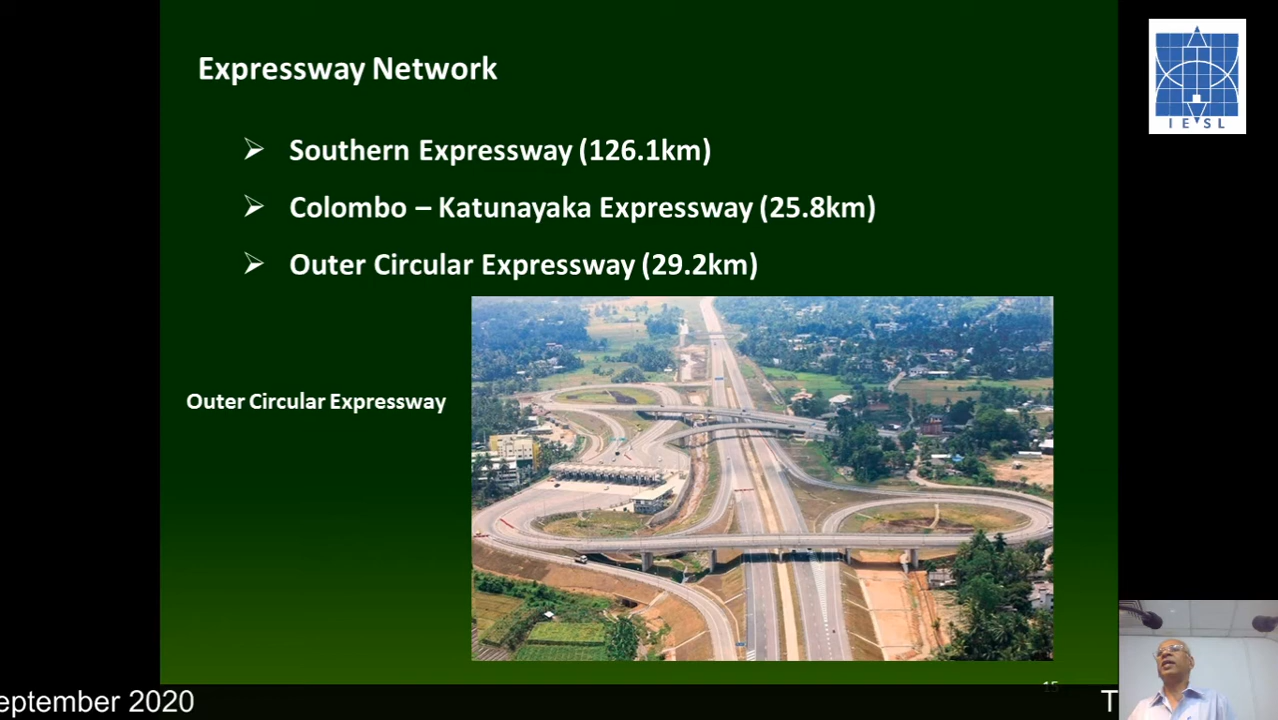 Expressway Network
➢ Southern Expressway (126.1km)
➢ Colombo – Katunayaka Expressway (25.8km)
➢ Outer Circular Expressway (29.2km)
Outer Circular Expressway
IESL
15
eptember 2020
T